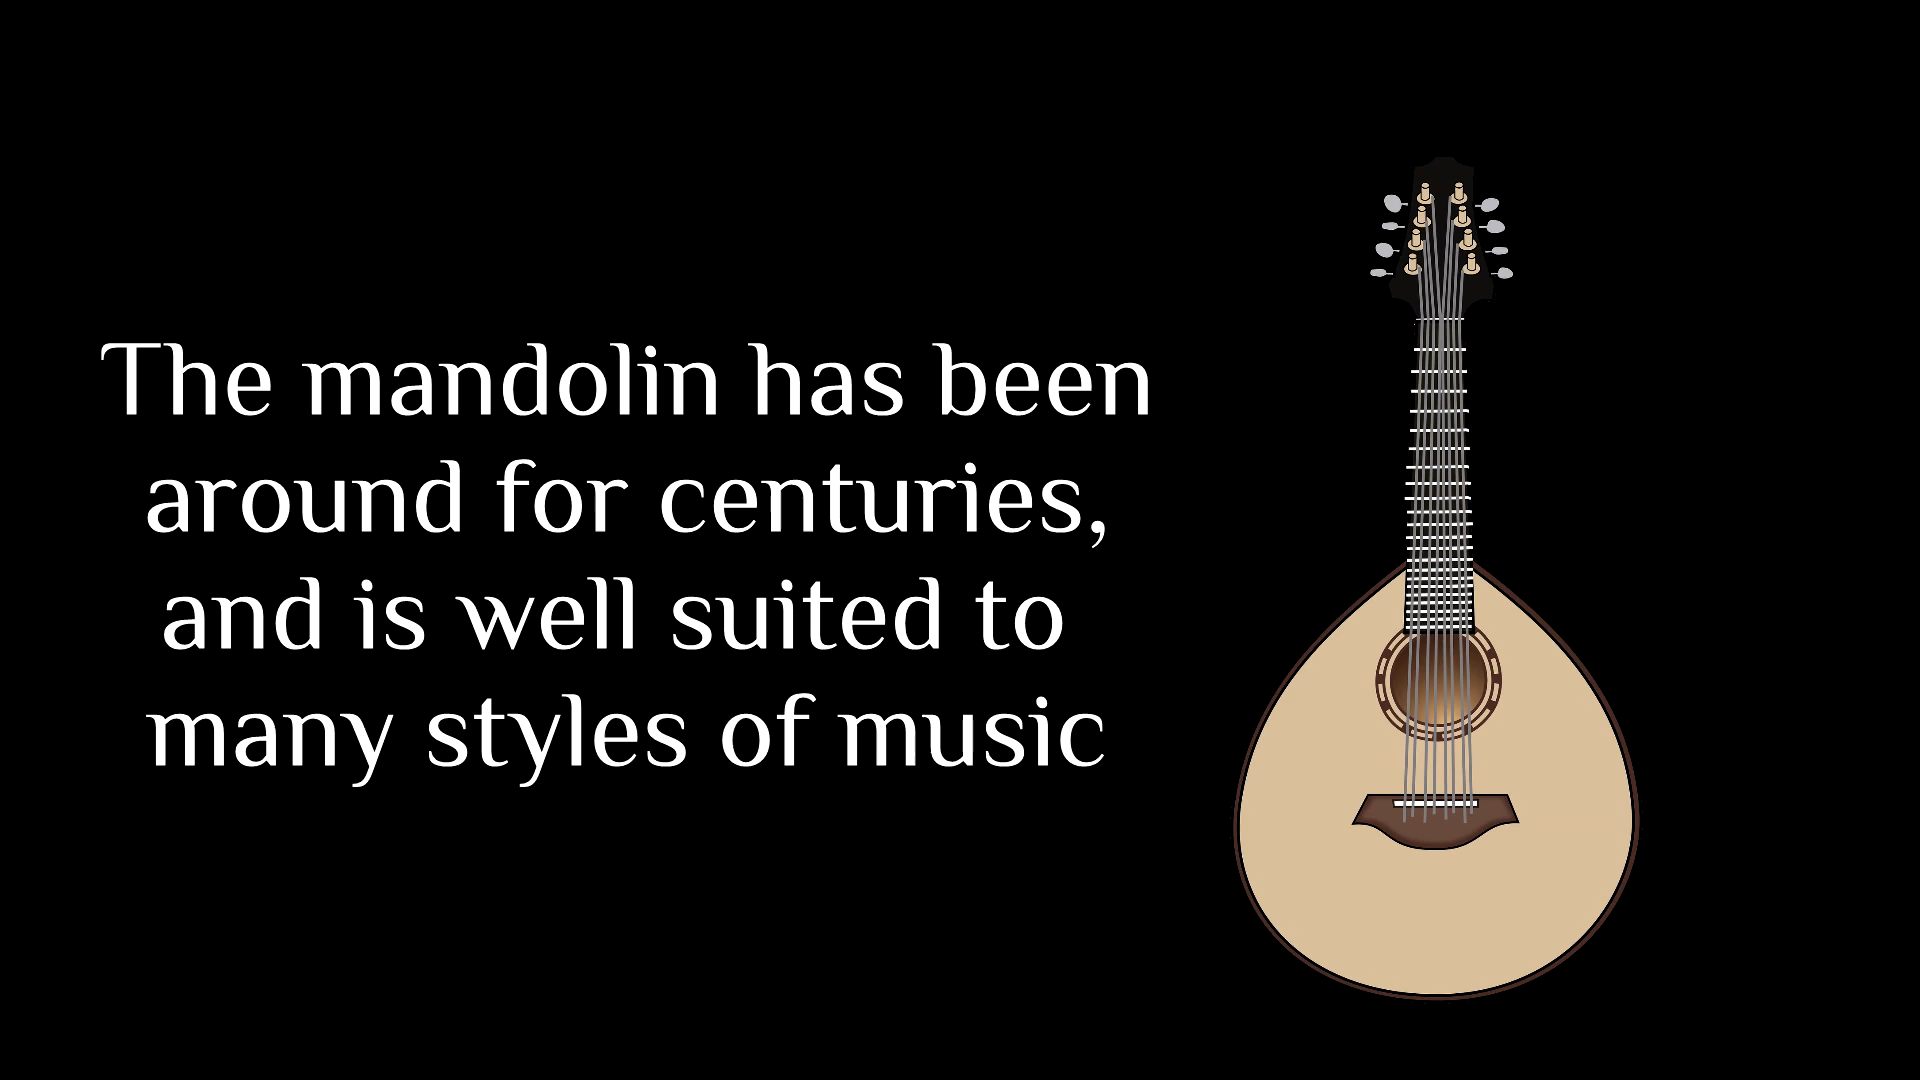 The mandolin has been
around for centuries,
and is well suited to
many styles of music